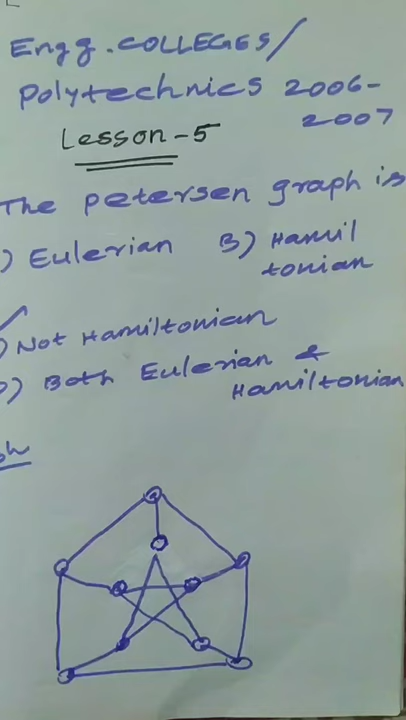 Engg. COLLEGES/
Polytechnics 2006-
2007
Lesson-5
The petersen graph is
) Eulerian B) Hamil
tonian
) Not Hamiltonian
) Both Eulerian &
Hamiltonian